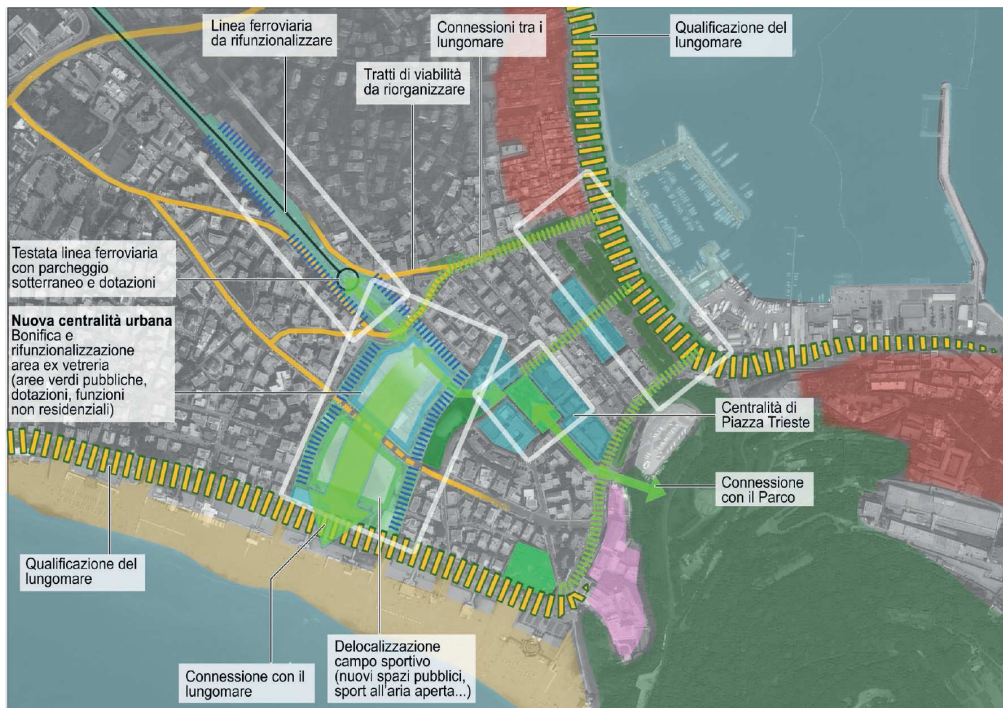 Linea ferroviaria
da rifunzionalizzare
Connessioni tra i
lungomare
Qualificazione del
lungomare
Tratti di viabilità
da riorganizzare
Testata linea ferroviaria
con parcheggio
sotterraneo e dotazioni
Nuova centralità urbana
Bonifica e
rifunzionalizzazione
area ex vetreria
(aree verdi pubbliche,
dotazioni, funzioni
non residenziali)
Centralità di
Piazza Trieste
Connessione
con il Parco
Qualificazione del
lungomare
Connessione con il
lungomare
Delocalizzazione
campo sportivo
(nuovi spazi pubblici,
sport all'aria aperta...)